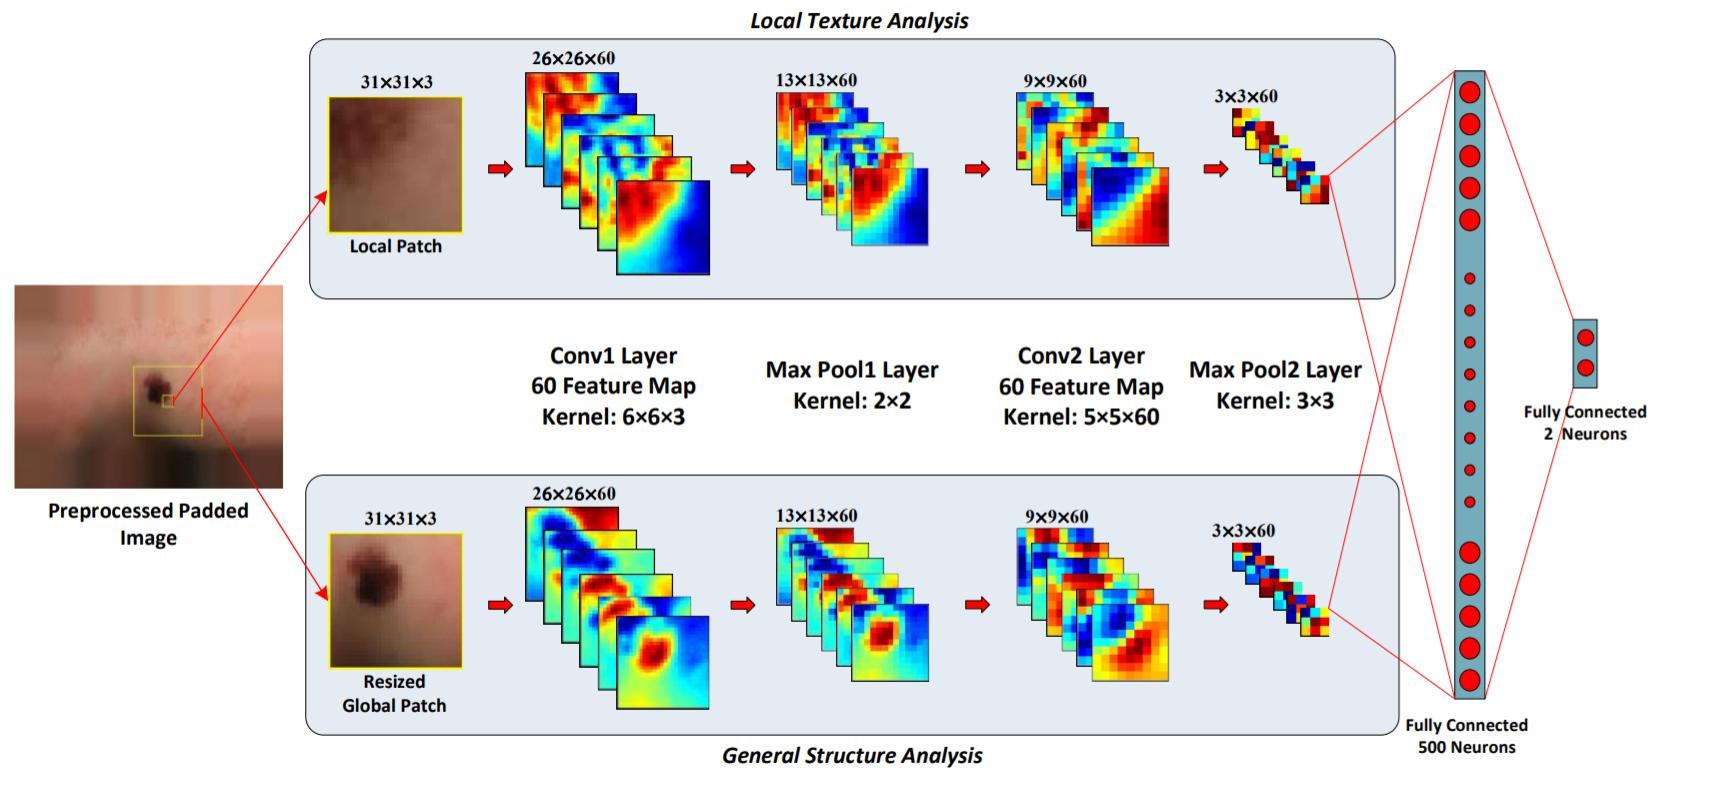 Local Texture Analysis
31×31×3
26×26×60
13×13×60
9×9×60
3×3×60
Local Patch
Preprocessed Padded
Image
Conv1 Layer
60 Feature Map
Kernel: 6×6×3
Max Pool1 Layer
Kernel: 2×2
Conv2 Layer
60 Feature Map
Kernel: 5×5×60
Max Pool2 Layer
Kernel: 3×3
31×31×3
26×26×60
13×13×60
9×9×60
3×3×60
Resized
Global Patch
General Structure Analysis
Fully Connected
500 Neurons
Fully Connected
2 Neurons